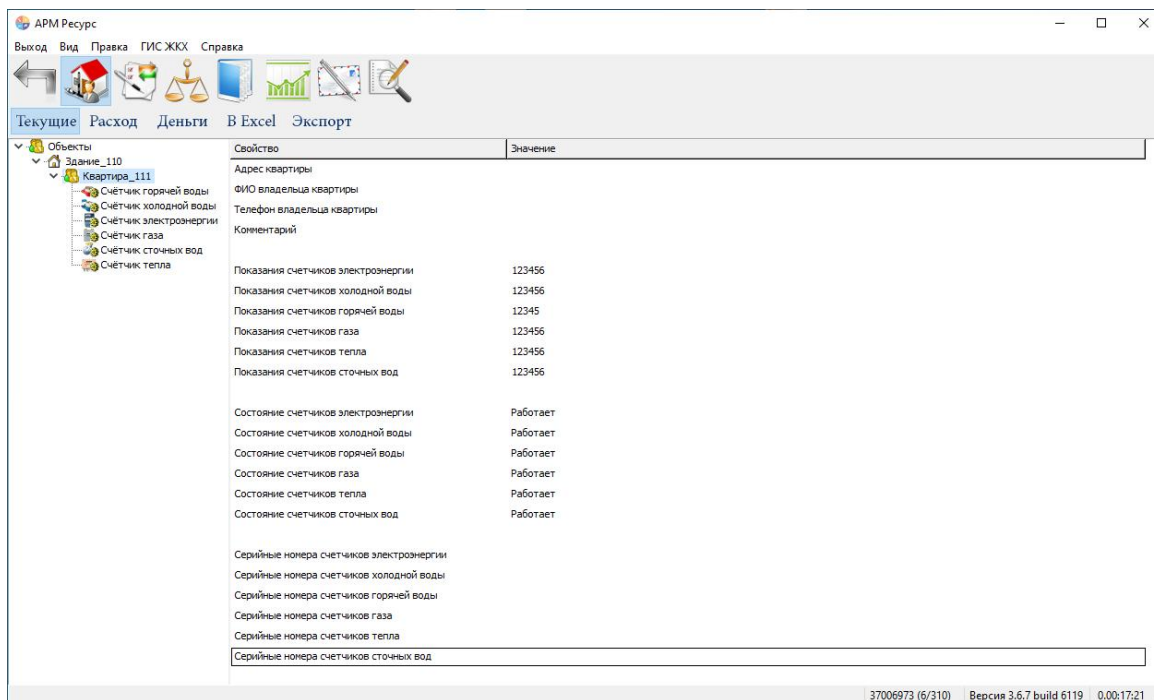 АРМ Ресурс
Выход Вид Правка ГИС ЖКХ Справка
Текущие Расход Деньги В Excel Экспорт
Объекты
Здание_110
Квартира_111
Счётчик горячей воды
Счётчик холодной воды
Счётчик электроэнергии
Счётчик газа
Счётчик сточных вод
Счётчик тепла
Свойство Значение
Адрес квартиры
ФИО владельца квартиры
Телефон владельца квартиры
Комментарий
Показания счетчиков электроэнергии 123456
Показания счетчиков холодной воды 123456
Показания счетчиков горячей воды 12345
Показания счетчиков газа 123456
Показания счетчиков тепла 123456
Показания счетчиков сточных вод 123456
Состояние счетчиков электроэнергии Работает
Состояние счетчиков холодной воды Работает
Состояние счетчиков горячей воды Работает
Состояние счетчиков газа Работает
Состояние счетчиков тепла Работает
Состояние счетчиков сточных вод Работает
Серийные номера счетчиков электроэнергии
Серийные номера счетчиков холодной воды
Серийные номера счетчиков горячей воды
Серийные номера счетчиков газа
Серийные номера счетчиков тепла
Серийные номера счетчиков сточных вод
37006973 (6/310) Версия 3.6.7 build 6119 0.00:17:21